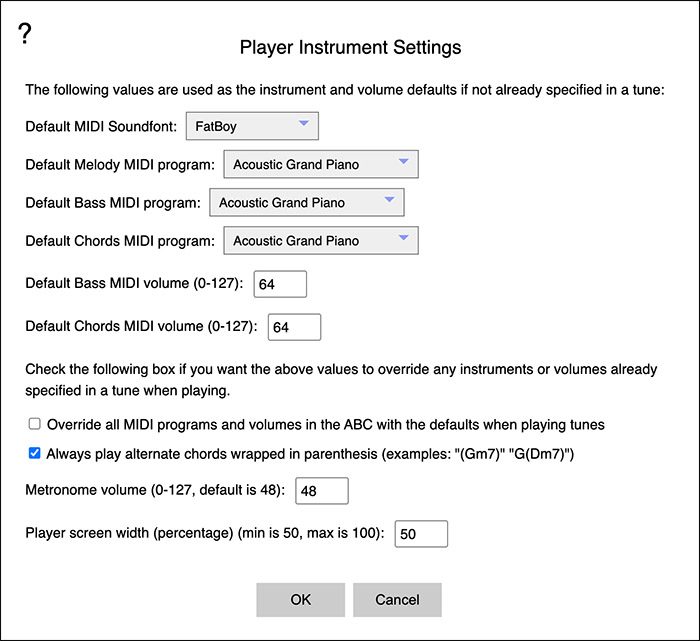 ?
Player Instrument Settings
The following values are used as the instrument and volume defaults if not already specified in a tune:
Default MIDI Soundfont: FatBoy
Default Melody MIDI program: Acoustic Grand Piano
Default Bass MIDI program: Acoustic Grand Piano
Default Chords MIDI program: Acoustic Grand Piano
Default Bass MIDI volume (0-127): 64
Default Chords MIDI volume (0-127): 64
Check the following box if you want the above values to override any instruments or volumes already
specified in a tune when playing.
Override all MIDI programs and volumes in the ABC with the defaults when playing tunes
Always play alternate chords wrapped in parenthesis (examples: "(Gm7)" "G(Dm7)")
Metronome volume (0-127, default is 48): 48
Player screen width (percentage) (min is 50, max is 100): 50
OK Cancel